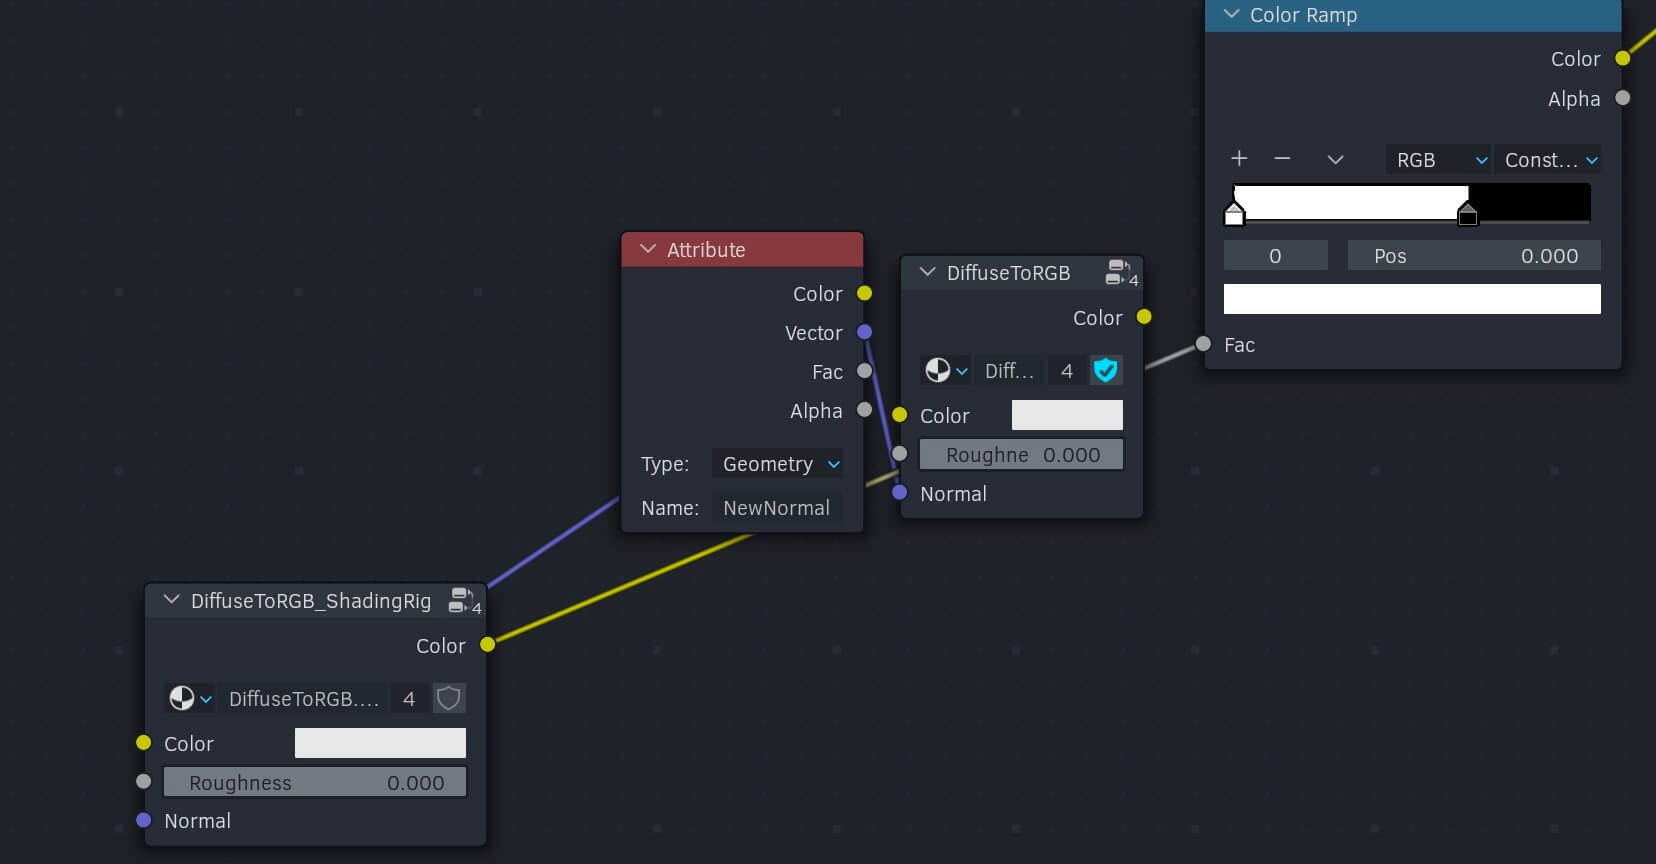 Color Ramp
Color
Alpha
RGB Const...
0 Pos 0.000
Fac
Attribute
Color
Vector
Fac
Alpha
Type: Geometry
Name: NewNormal
DiffuseToRGB 4
Color
Diff... 4
Color
Roughne 0.000
Normal
DiffuseToRGB_ShadingRig 4
Color
DiffuseToRGB.... 4
Color
Roughness 0.000
Normal